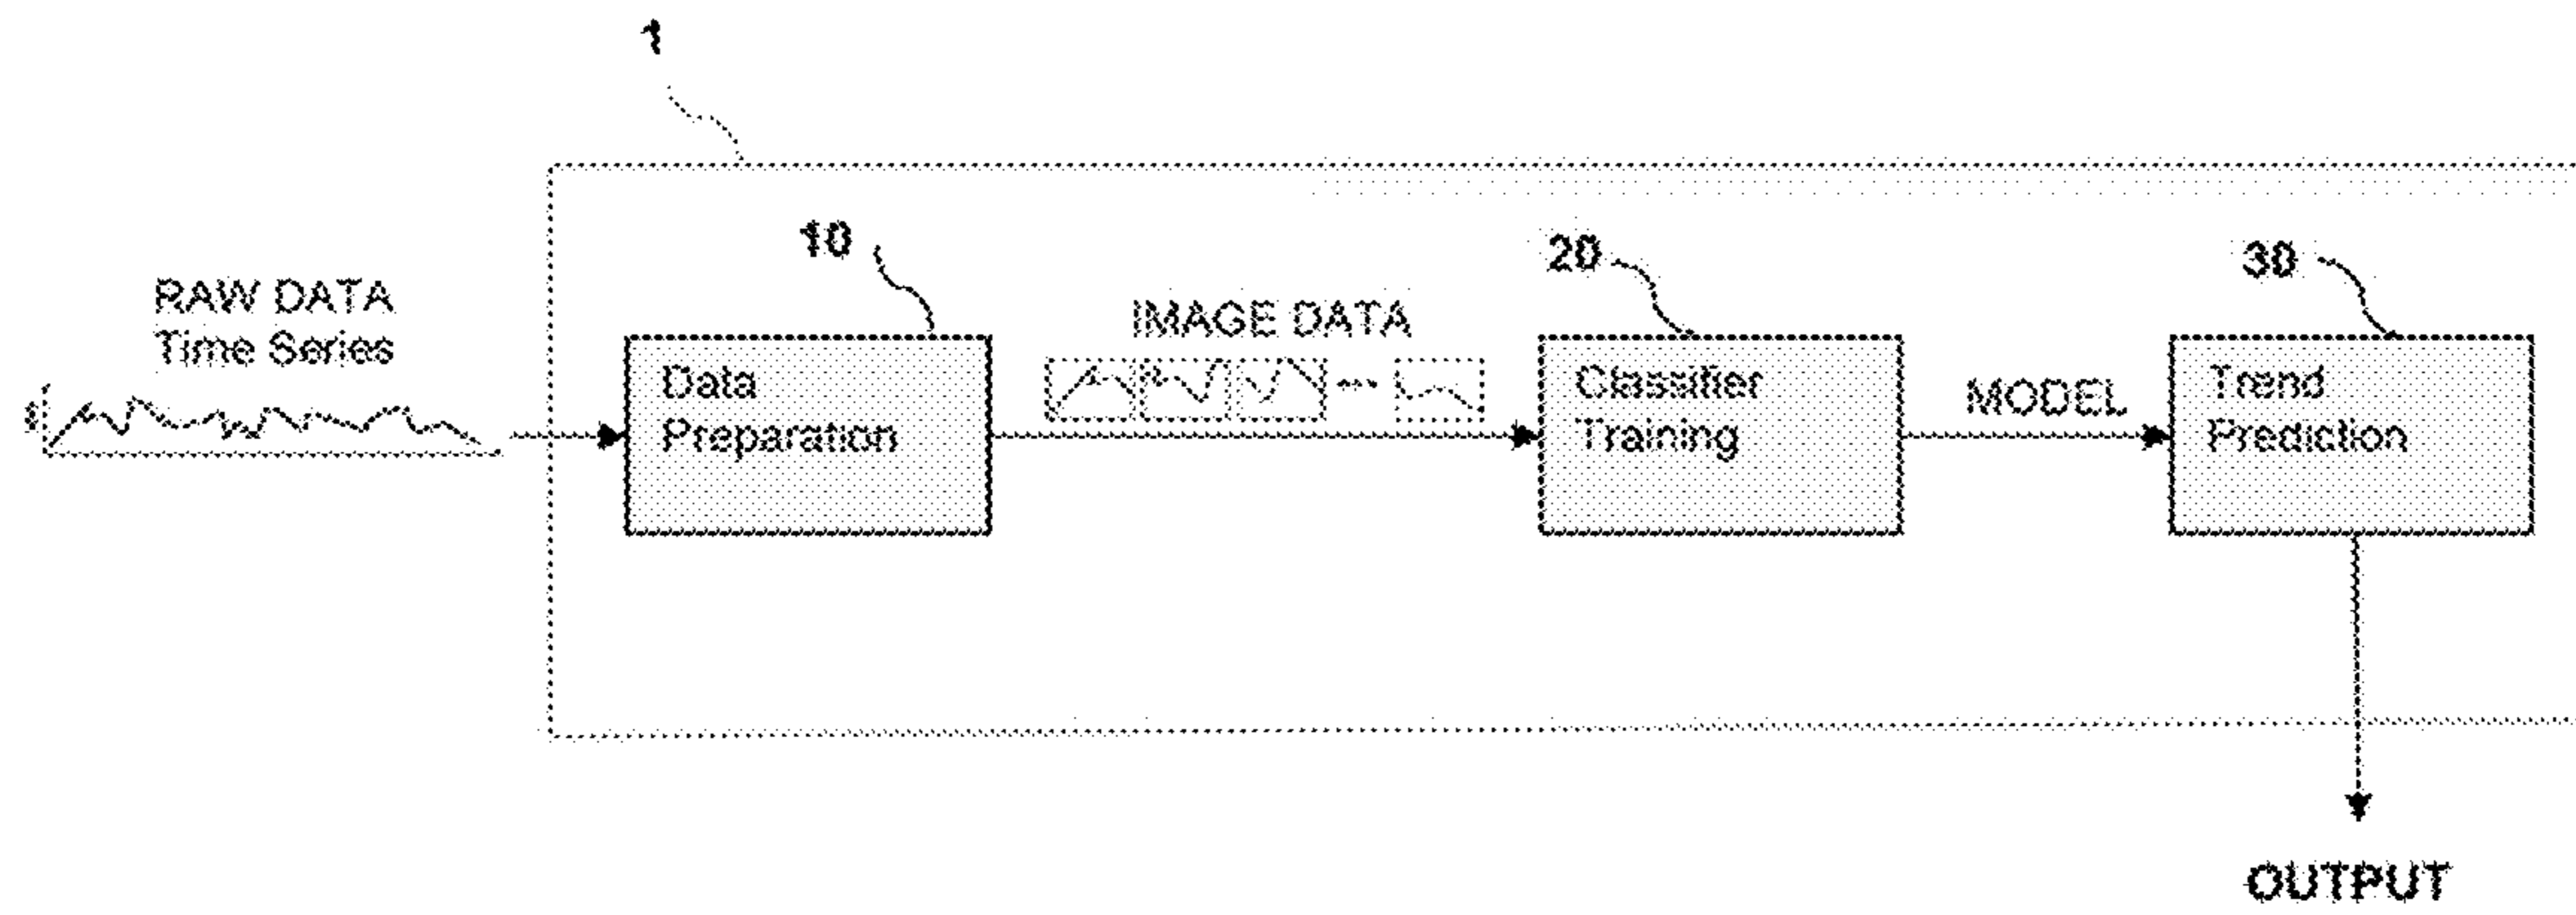 1
10
20
30
RAW DATA
Time Series
IMAGE DATA
Data
Preparation
Classifier
Training
MODEL
Trend
Prediction
OUTPUT